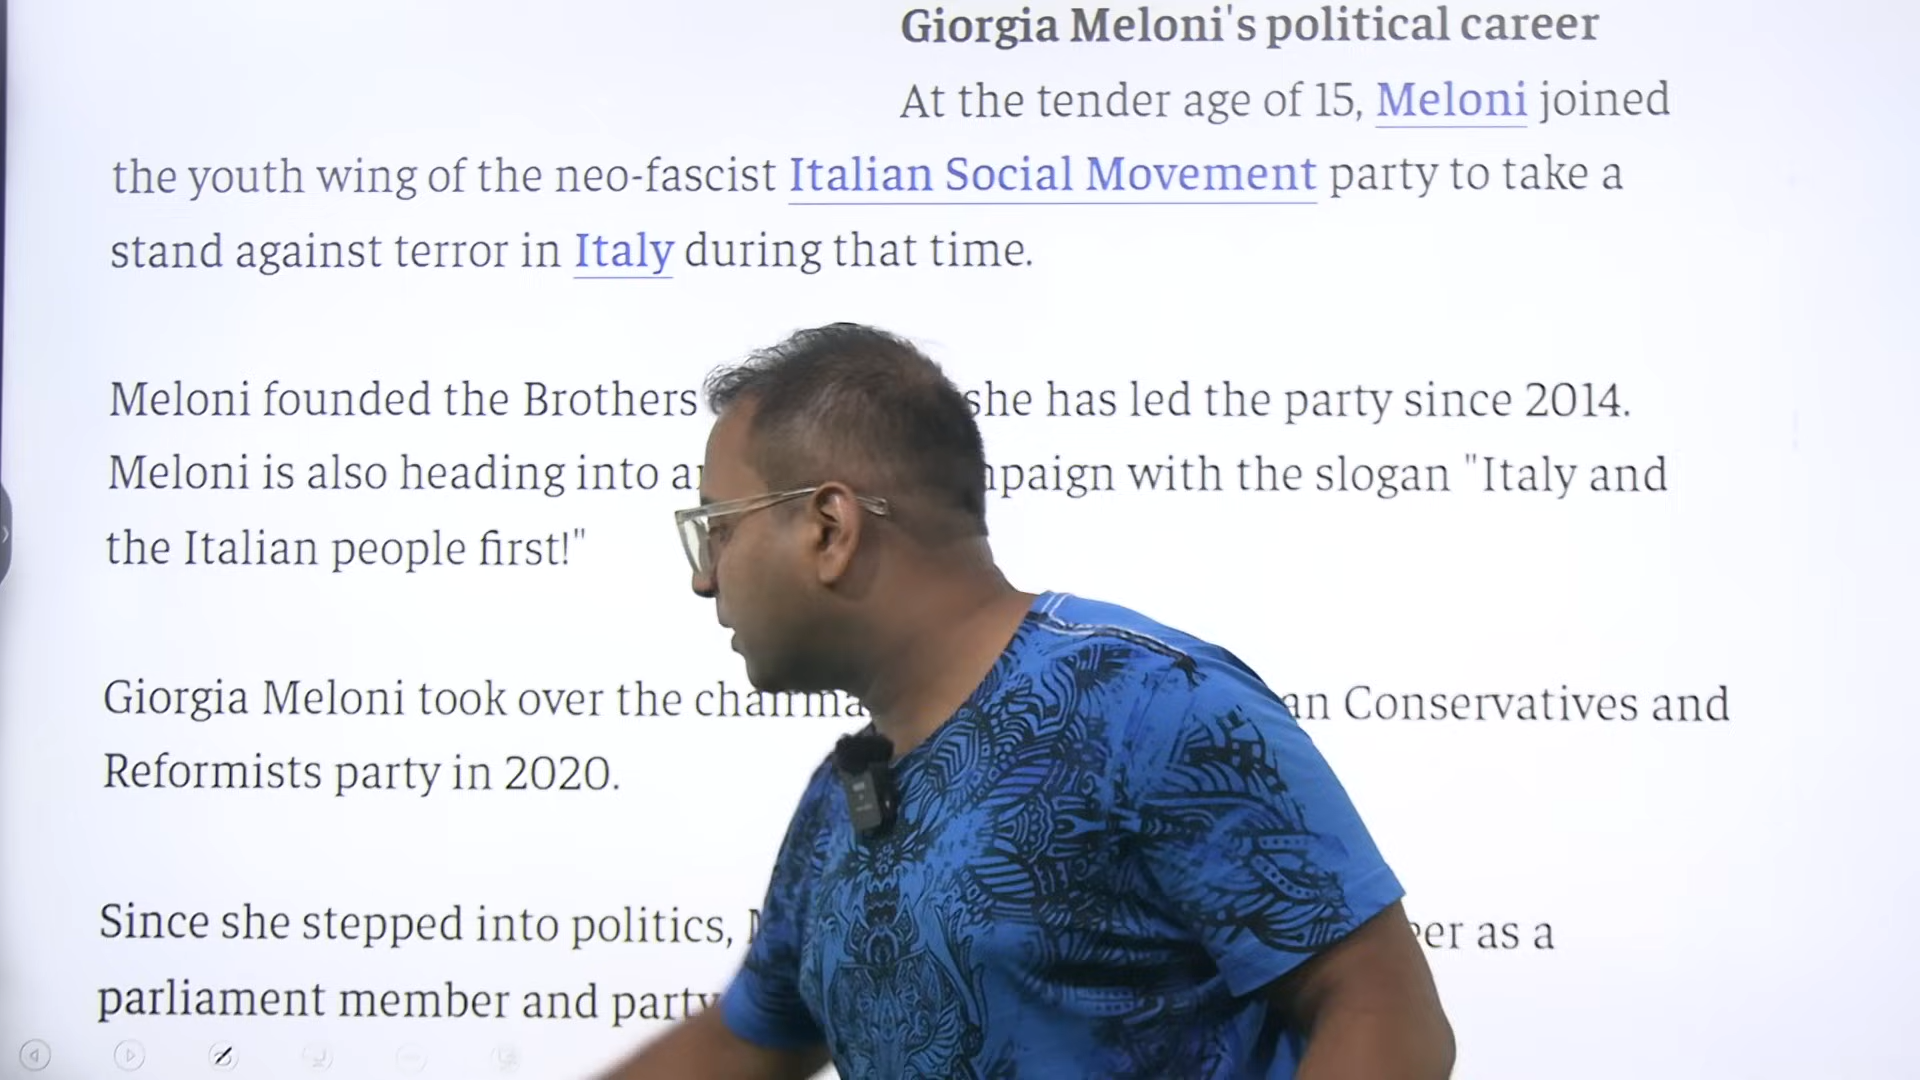 Giorgia Meloni's political career
At the tender age of 15, Meloni joined
the youth wing of the neo-fascist Italian Social Movement party to take a
stand against terror in Italy during that time.
Meloni founded the Brothers she has led the party since 2014.
Meloni is also heading into with the slogan "Italy and
the Italian people first!"
Giorgia Meloni took over the Conservatives and
Reformists party in 2020.
Since she stepped into politics, as a
parliament member and party